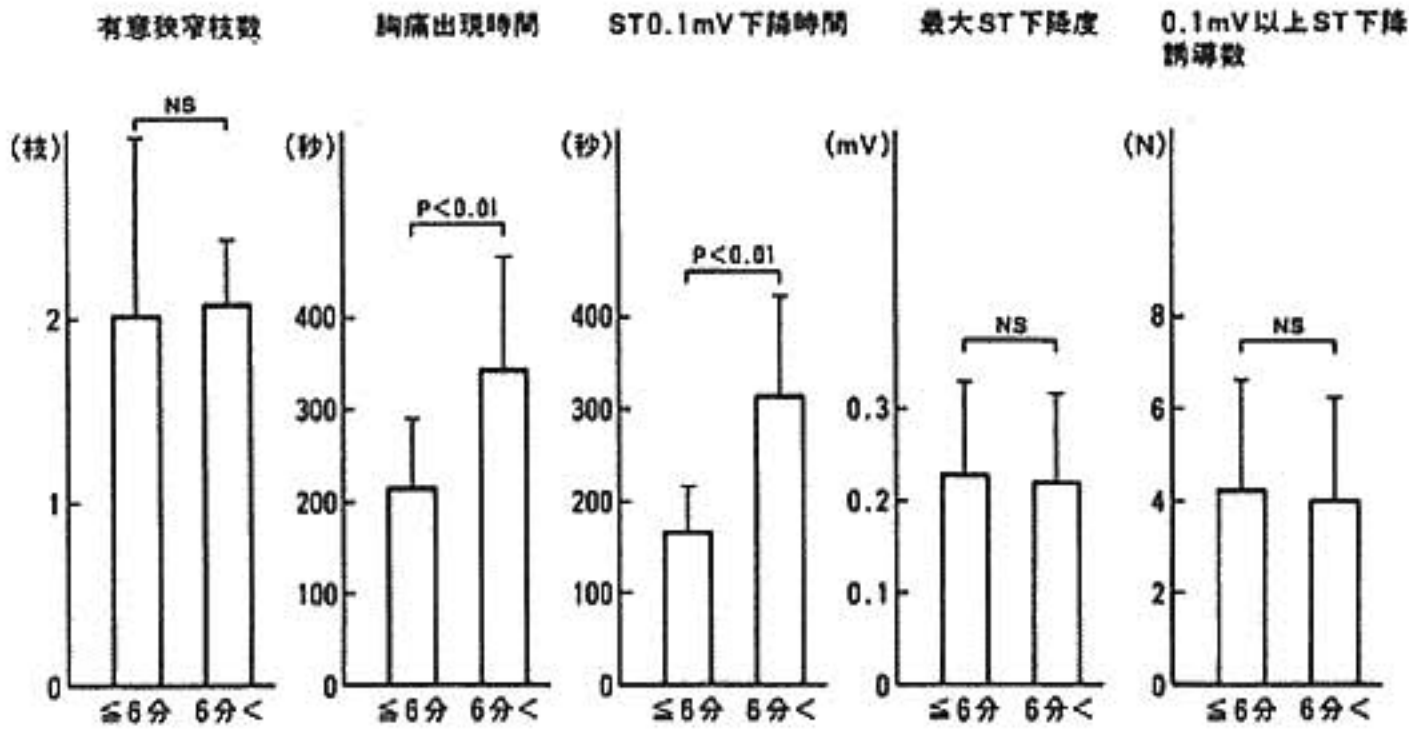 有意狭窄枝数
胸痛出現時間
ST0.1mV下降時間
最大ST下降度
0.1mV以上ST下降
誘導数
(枝)
NS
2
1
0
≦6分 6分<
(秒)
P<0.01
400
300
200
100
0
≦6分 6分<
(秒)
P<0.01
400
300
200
100
0
≦6分 6分<
(mV)
NS
0.3
0.2
0.1
0
≦6分 6分<
(N)
NS
8
6
4
2
0
≦6分 6分<